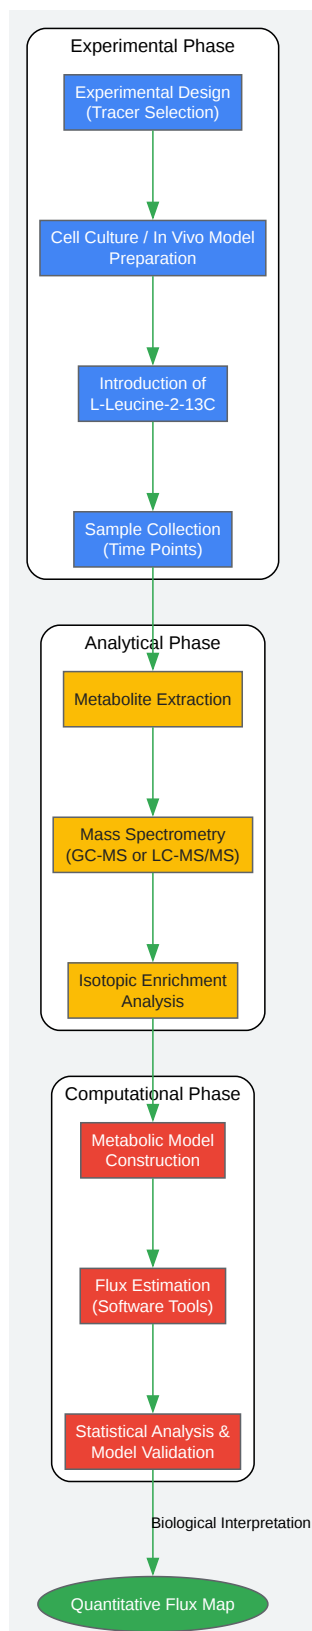 Experimental Phase
Experimental Design
(Tracer Selection)
Cell Culture / In Vivo Model
Preparation
Introduction of
L-Leucine-2-13C
Sample Collection
(Time Points)
Analytical Phase
Metabolite Extraction
Mass Spectrometry
(GC-MS or LC-MS/MS)
Isotopic Enrichment
Analysis
Computational Phase
Metabolic Model
Construction
Flux Estimation
(Software Tools)
Statistical Analysis &
Model Validation
Biological Interpretation
Quantitative Flux Map